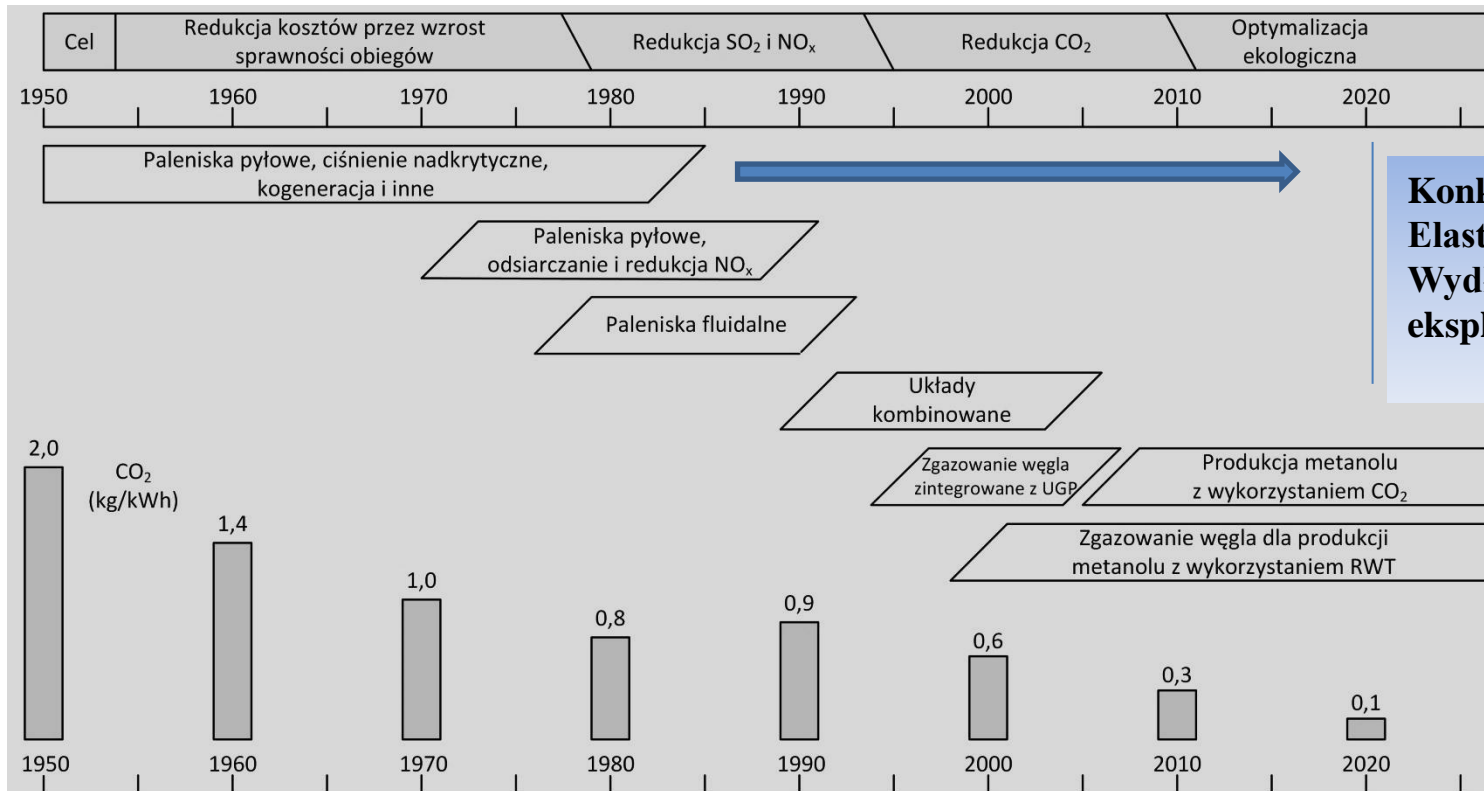 Cel
Redukcja kosztów przez wzrost
sprawności obiegów
Redukcja SO₂ i NOₓ
Redukcja CO₂
Optymalizacja
ekologiczna
1950 1960 1970 1980 1990 2000 2010 2020
Paleniska pyłowe, ciśnienie nadkrytyczne,
kogeneracja i inne
Paleniska pyłowe,
odsiarczanie i redukcja NOₓ
Paleniska fluidalne
Układy
kombinowane
Zgazowanie węgla
zintegrowane z UGP
Produkcja metanolu
z wykorzystaniem CO₂
Zgazowanie węgla dla produkcji
metanolu z wykorzystaniem RWT
CO₂
(kg/kWh)
2,0
1,4
1,0
0,8
0,9
0,6
0,3
0,1
1950 1960 1970 1980 1990 2000 2010 2020